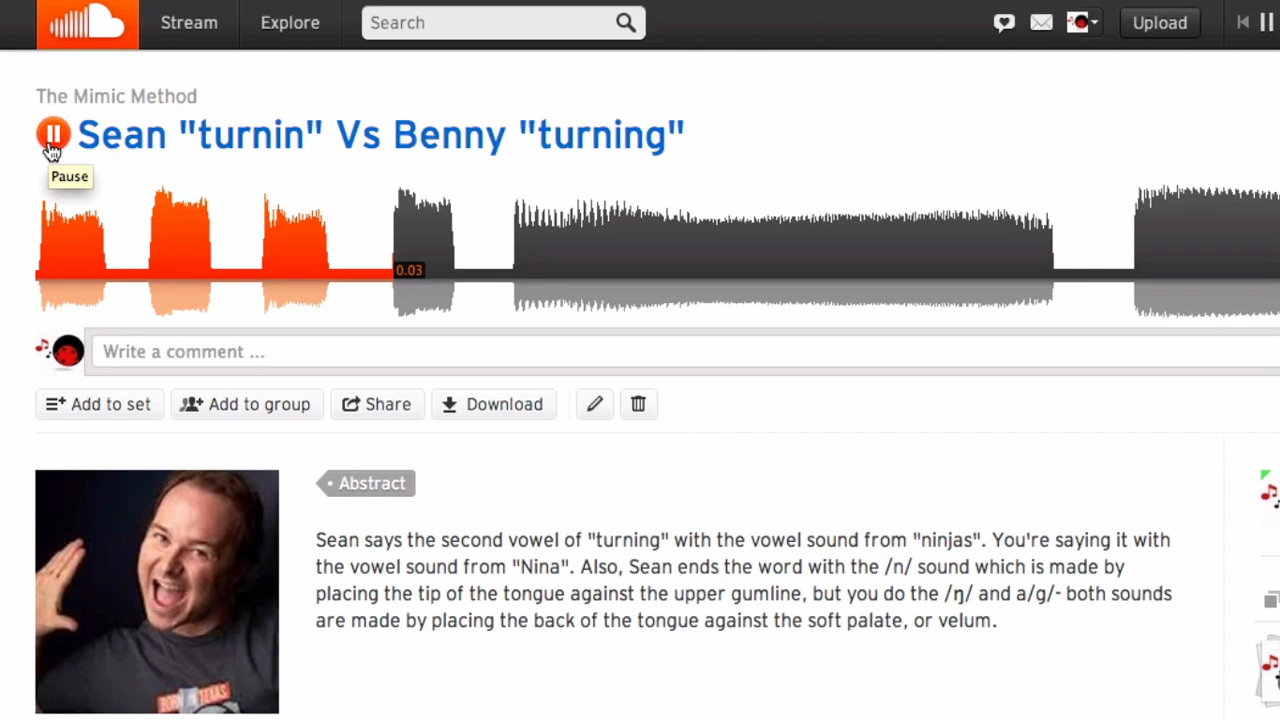 Stream
Explore
Search
Upload
The Mimic Method
Sean "turnin" Vs Benny "turning"
Pause
0.03
Write a comment ...
Add to set
Add to group
Share
Download
Abstract
Sean says the second vowel of "turning" with the vowel sound from "ninjas". You're saying it with
the vowel sound from "Nina". Also, Sean ends the word with the /n/ sound which is made by
placing the tip of the tongue against the upper gumline, but you do the /ŋ/ and a/g/- both sounds
are made by placing the back of the tongue against the soft palate, or velum.
BORN IN TEXAS